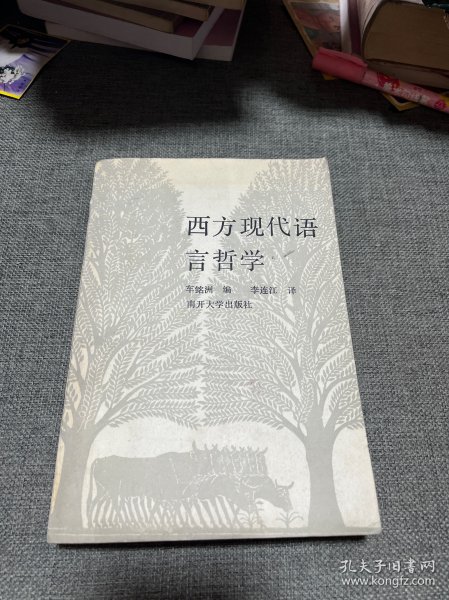 西方现代语
言哲学
车铭洲 编 李连江 译
南开大学出版社
孔夫子旧书网
www.kongfz.com